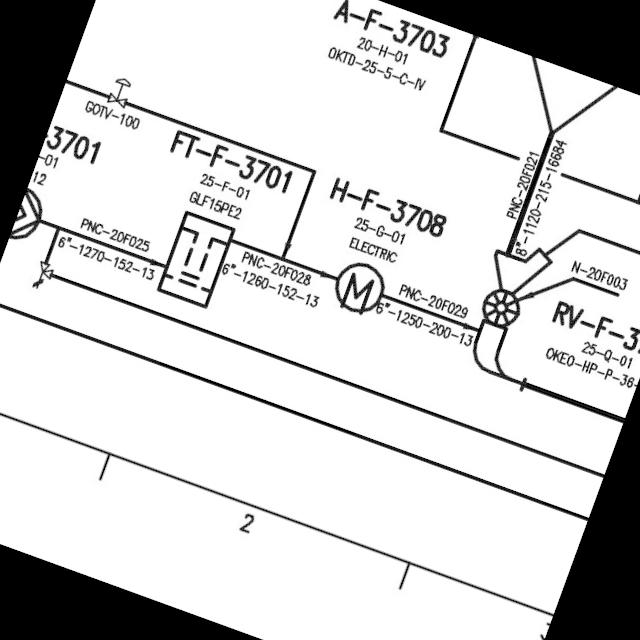 A-F-3703
20-H-01
OKTD-25-5-C-IV
GOTV-100
3701
-01
12
FT-F-3701
25-F-01
GLF15PE2
H-F-3708
25-G-01
ELECTRIC
PNC-20F021
8"-1120-215-16684
N-20F003
PNC-20F025
6"-1270-152-13
PNC-20F028
6"-1260-152-13
M
PNC-20F029
6"-1250-200-13
RV-F-37
25-Q-01
OKEO-HP-P-36-
2